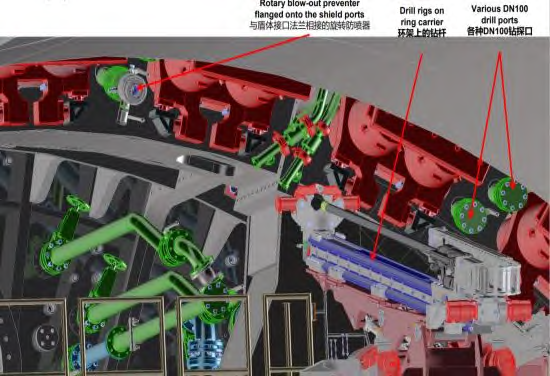 Rotary blow-out preventer
flanged onto the shield ports
与盾体接口法兰相接的旋转防喷器
Drill rigs on
ring carrier
环架上的钻杆
Various DN100
drill ports
各种DN100钻探口